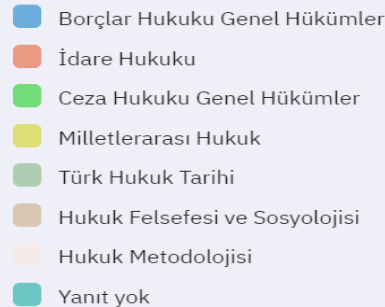 Borçlar Hukuku Genel Hükümler
İdare Hukuku
Ceza Hukuku Genel Hükümler
Milletlerarası Hukuk
Türk Hukuk Tarihi
Hukuk Felsefesi ve Sosyolojisi
Hukuk Metodolojisi
Yanıt yok